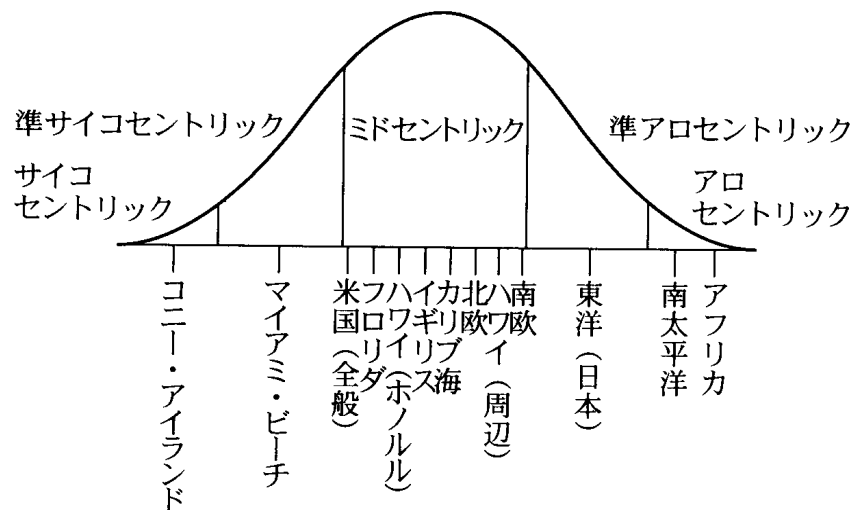 準サイコセントリック
ミドセントリック
準アロセントリック
サイコ
セントリック
アロ
セントリック
コニー・アイランド
マイアミ・ビーチ
米国(全般)
フロリダ
ハワイ(ホノルル)
イギリス
カリブ海
北欧
ハワイ(周辺)
南欧
東洋(日本)
南太平洋
アフリカ